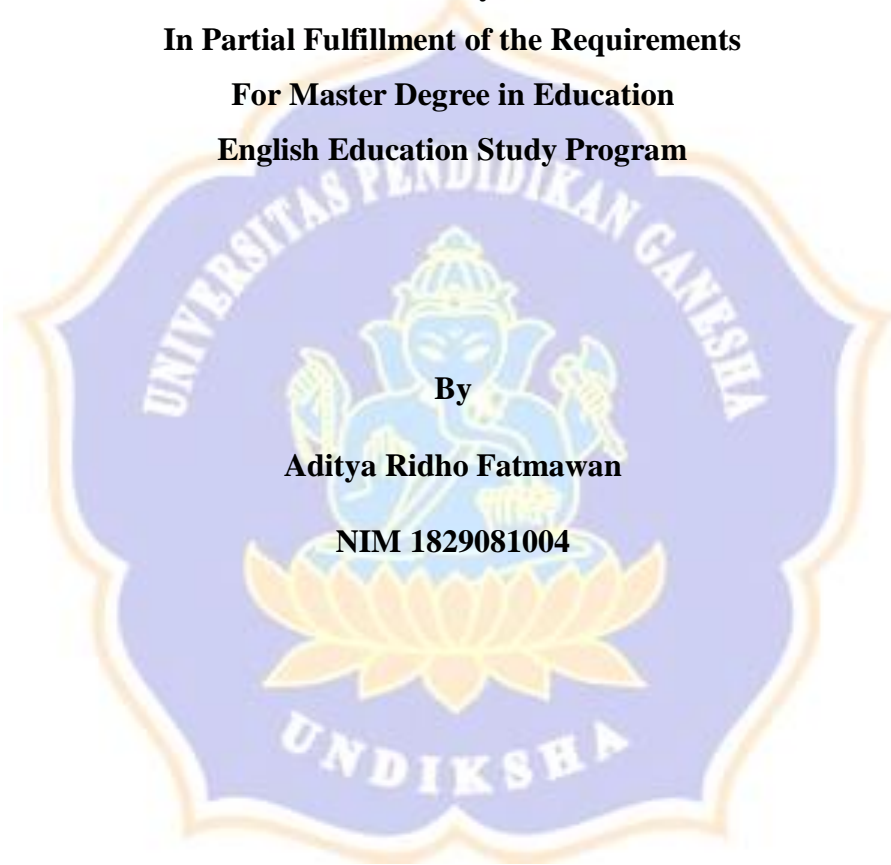 In Partial Fulfillment of the Requirements
For Master Degree in Education
English Education Study Program
UNIVERSITAS PENDIDIKAN GANESHA
By
Aditya Ridho Fatmawan
NIM 1829081004
UNDIKSHA